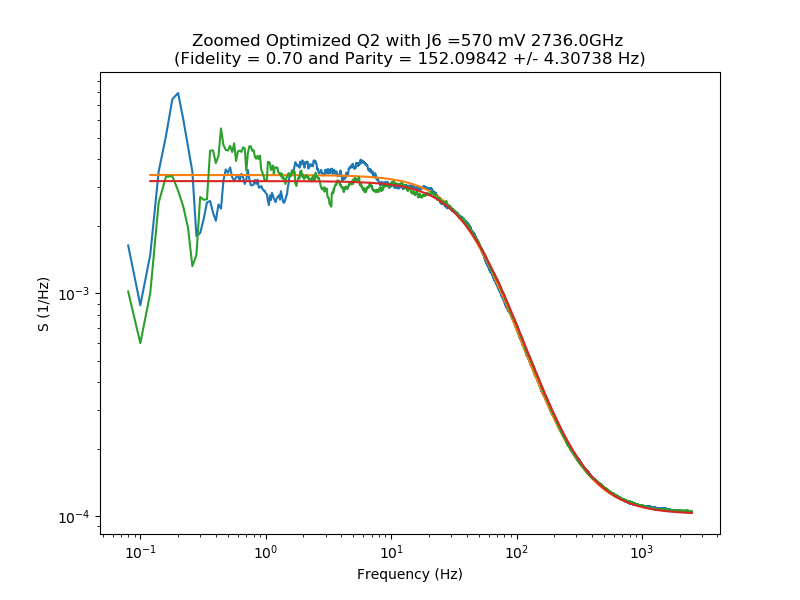 Zoomed Optimized Q2 with J6 =570 mV 2736.0GHz
(Fidelity = 0.70 and Parity = 152.09842 +/- 4.30738 Hz)
S (1/Hz)
10⁻³
10⁻⁴
10⁻¹ 10⁰ 10¹ 10² 10³
Frequency (Hz)